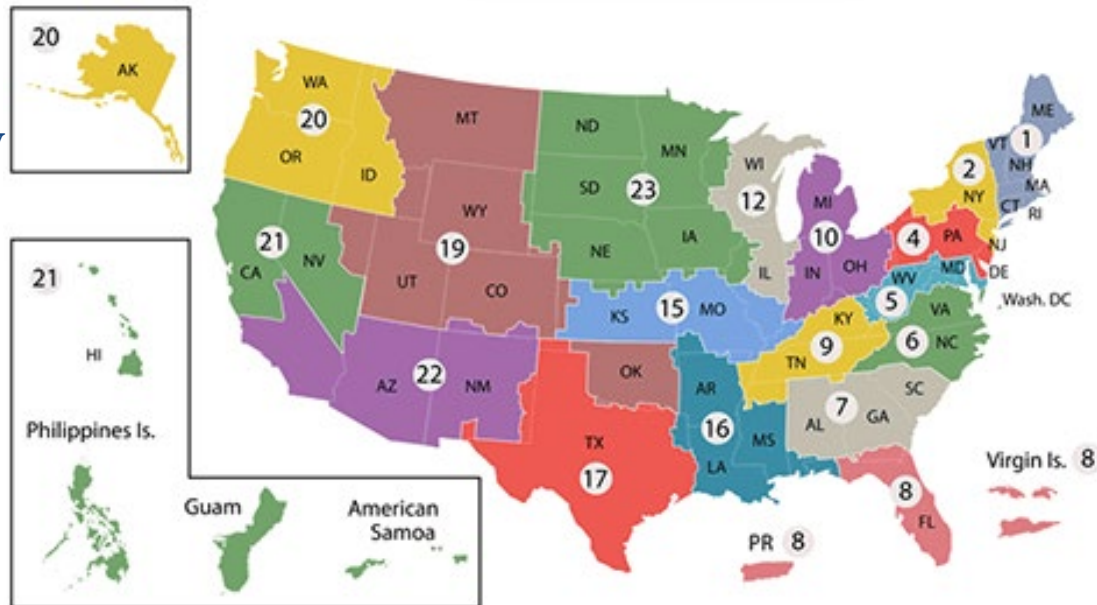 20
AK
WA
20
OR
ID
MT
WY
19
UT
CO
OK
ND
MN
SD
23
NE
IA
WI
12
IL
MI
10
IN
OH
ME
1
VT
NH
MA
CT
RI
2
NY
4
PA
NJ
DE
MD
WV
5
Wash. DC
VA
6
NC
KY
9
TN
SC
7
AL
GA
KS
15
MO
AR
16
MS
LA
TX
17
21
CA
NV
AZ
22
NM
8
FL
Virgin Is. 8
PR 8
21
HI
Philippines Is.
Guam
American
Samoa